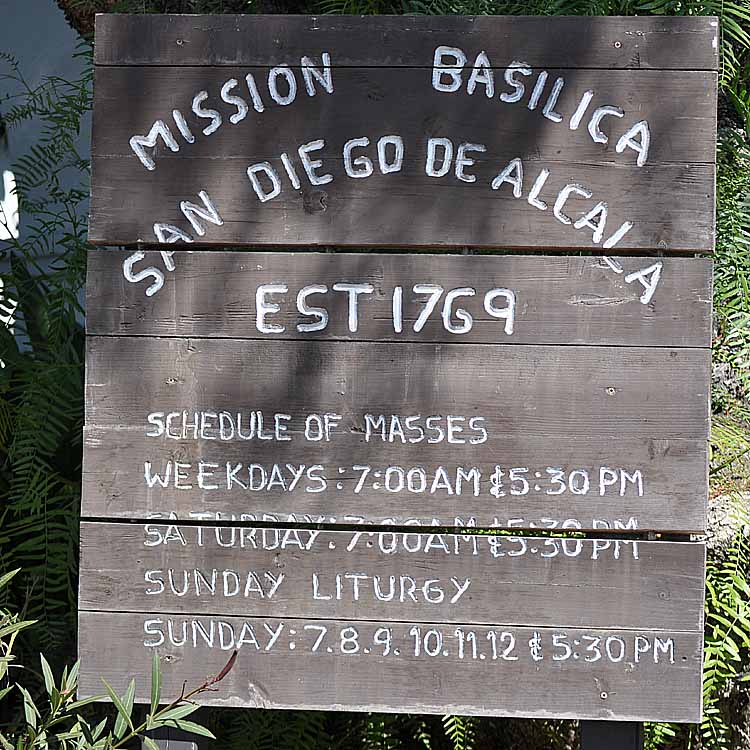 MISSION BASILICA
SAN DIEGO DE ALCALA
EST 1769
SCHEDULE OF MASSES
WEEKDAYS: 7:00AM & 5:30 PM
SATURDAY: 7:00AM & 5:30 PM
SUNDAY LITURGY
SUNDAY: 7.8.9.10.11.12 & 5:30 PM